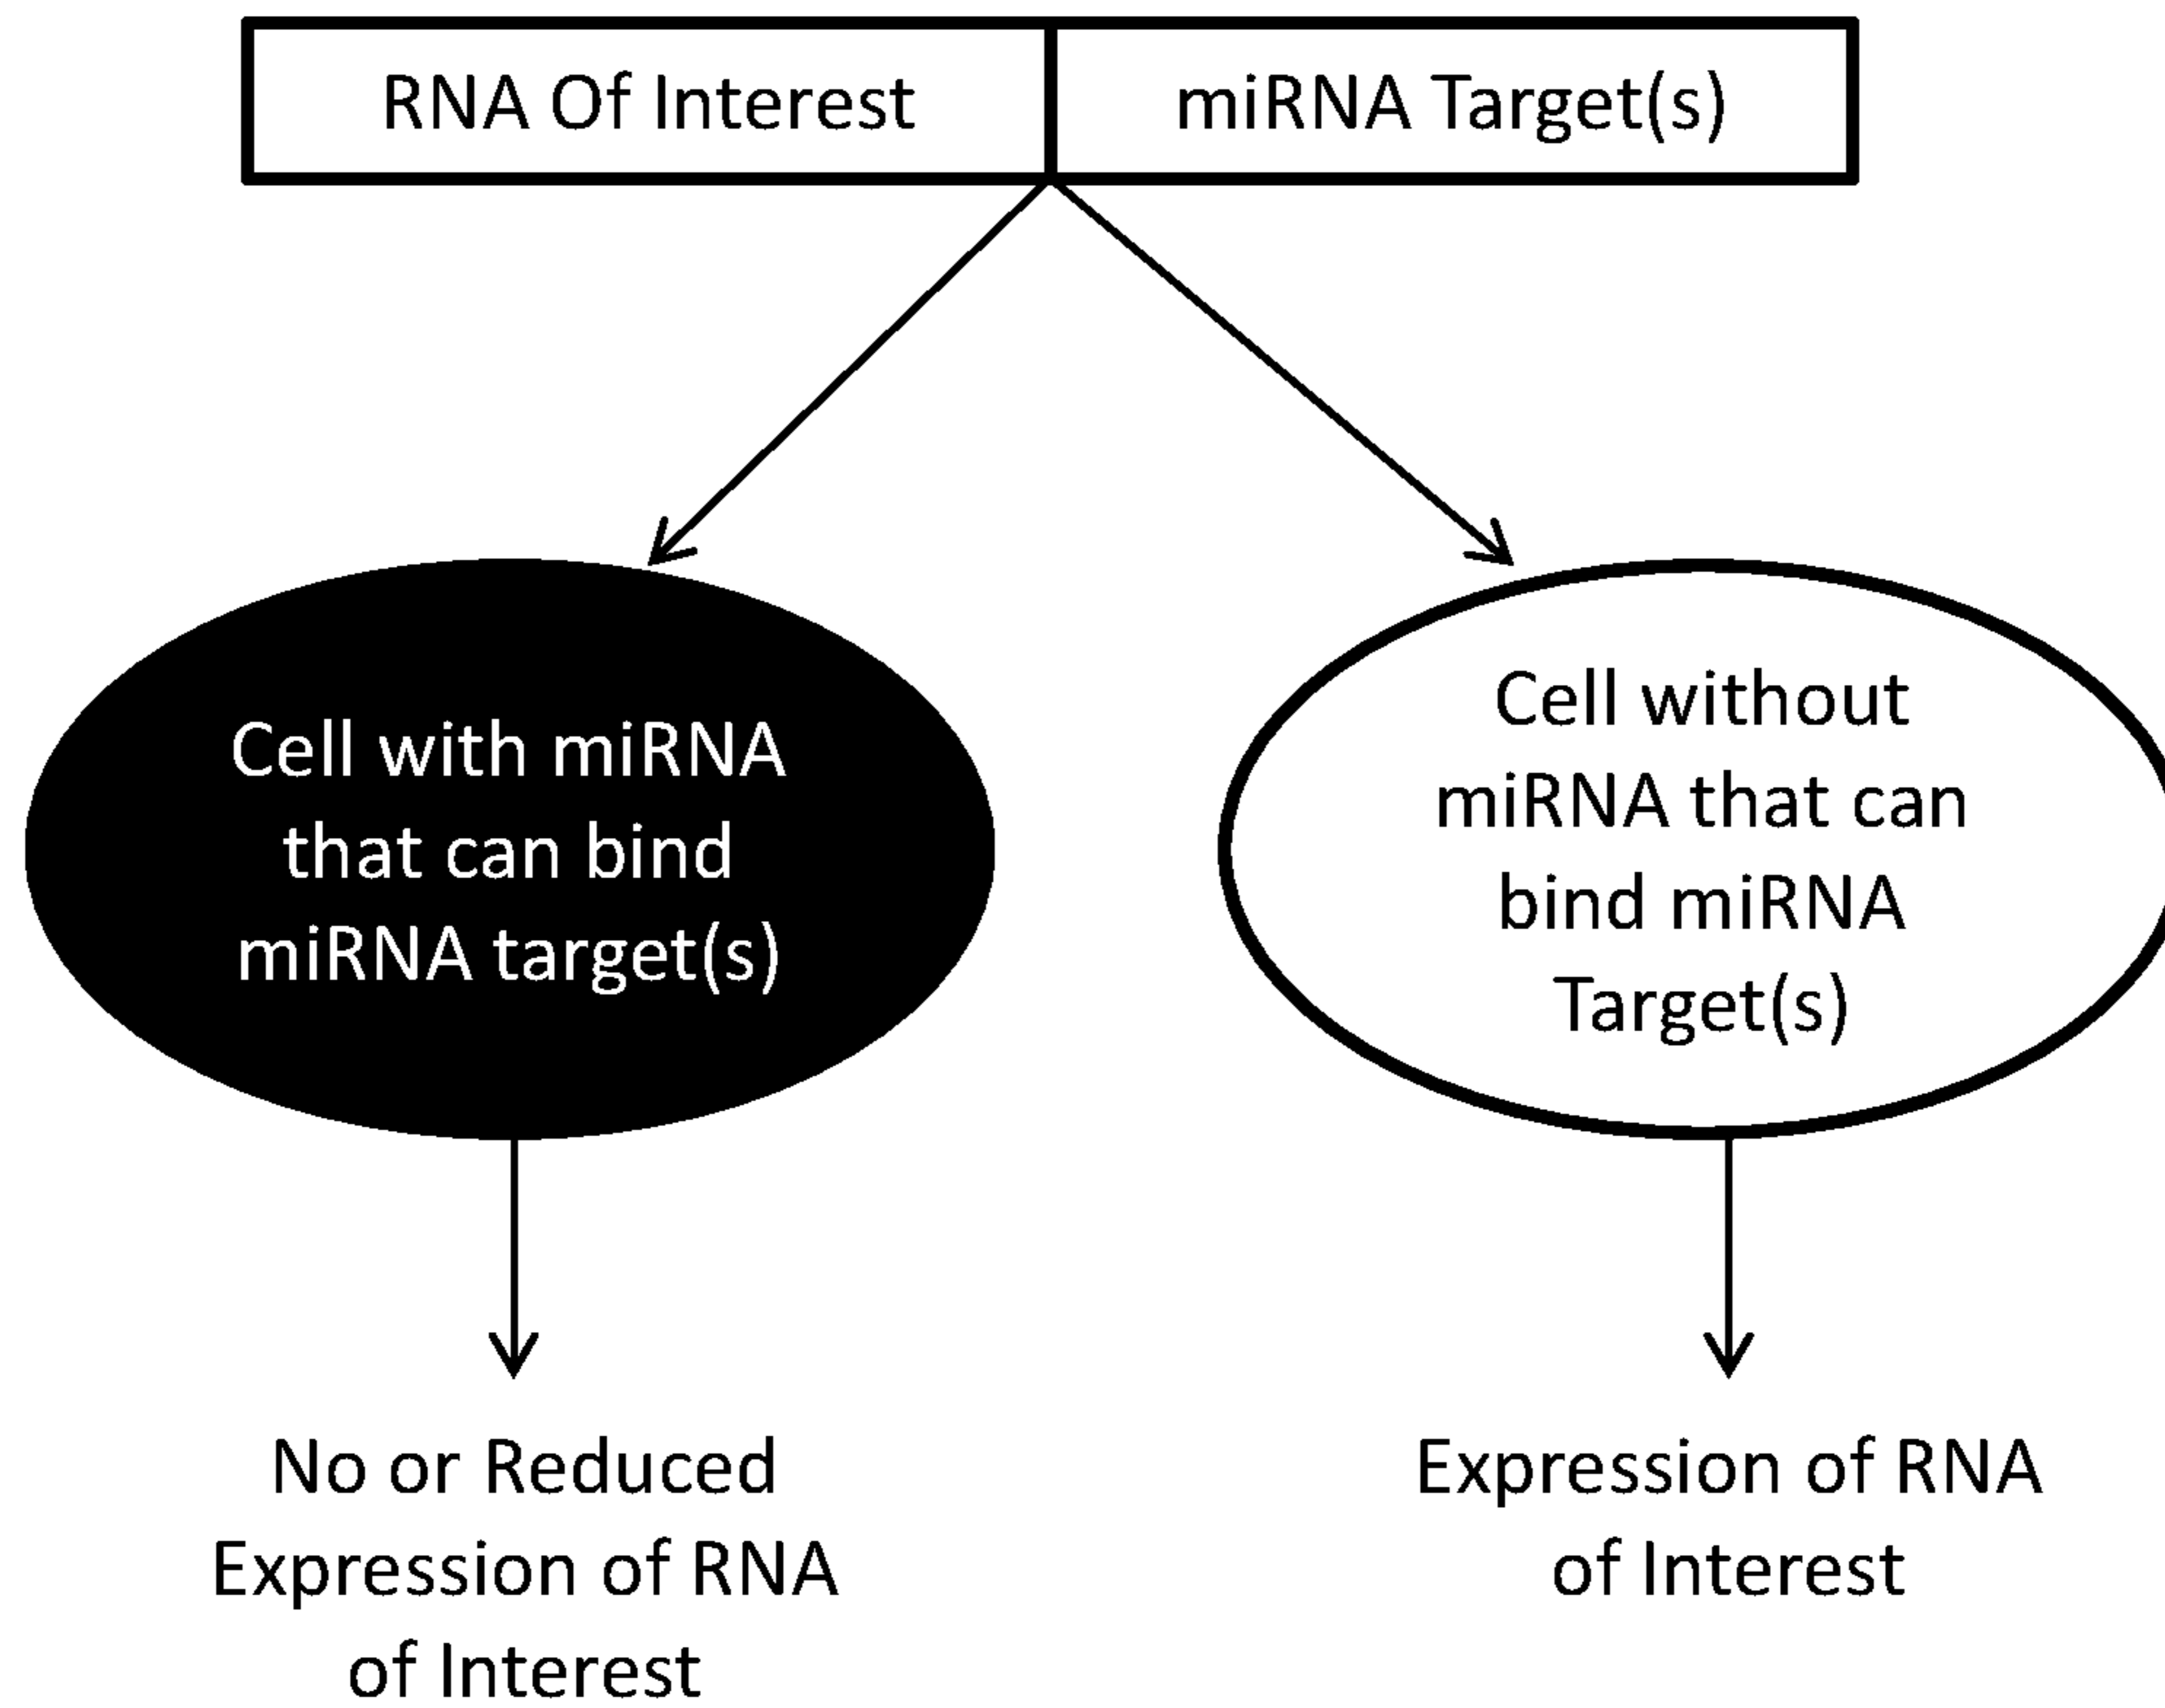 RNA Of Interest
miRNA Target(s)
Cell with miRNA
that can bind
miRNA target(s)
Cell without
miRNA that can
bind miRNA
Target(s)
No or Reduced
Expression of RNA
of Interest
Expression of RNA
of Interest